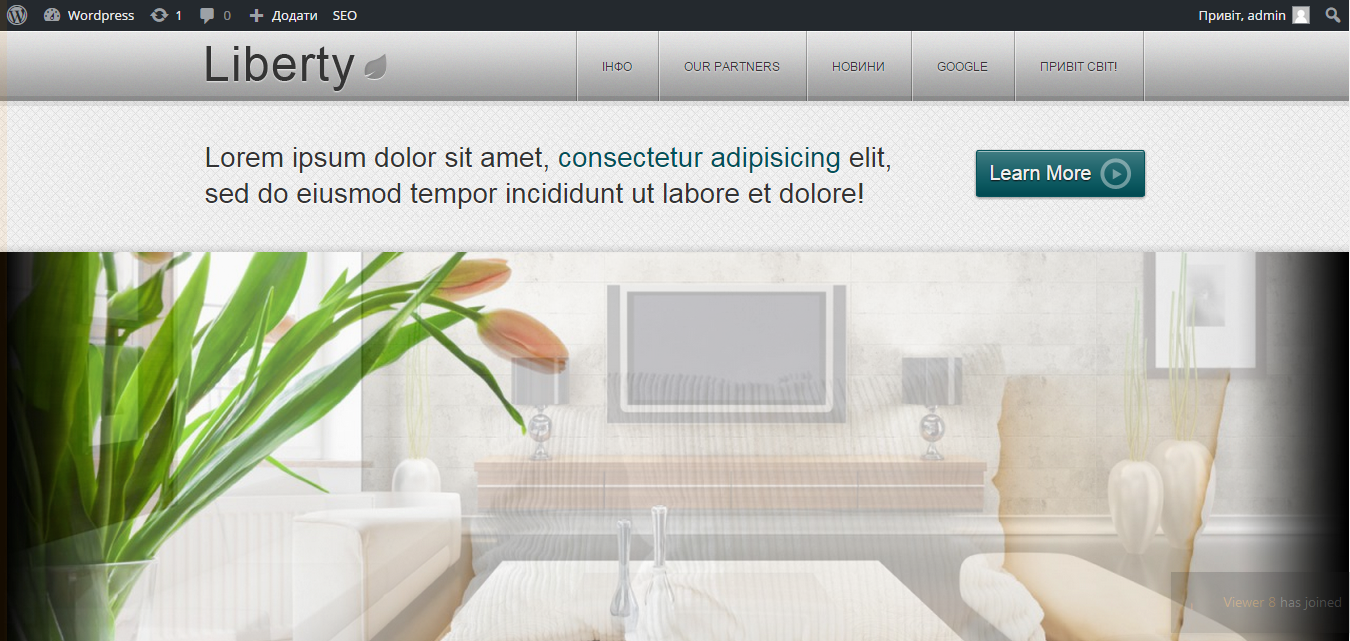 Wordpress 1 0 Додати SEO Привіт, admin
Liberty
ІНФО OUR PARTNERS НОВИНИ GOOGLE ПРИВІТ СВІТ!
Lorem ipsum dolor sit amet, consectetur adipisicing elit,
sed do eiusmod tempor incididunt ut labore et dolore!
Learn More
Viewer 8 has joined